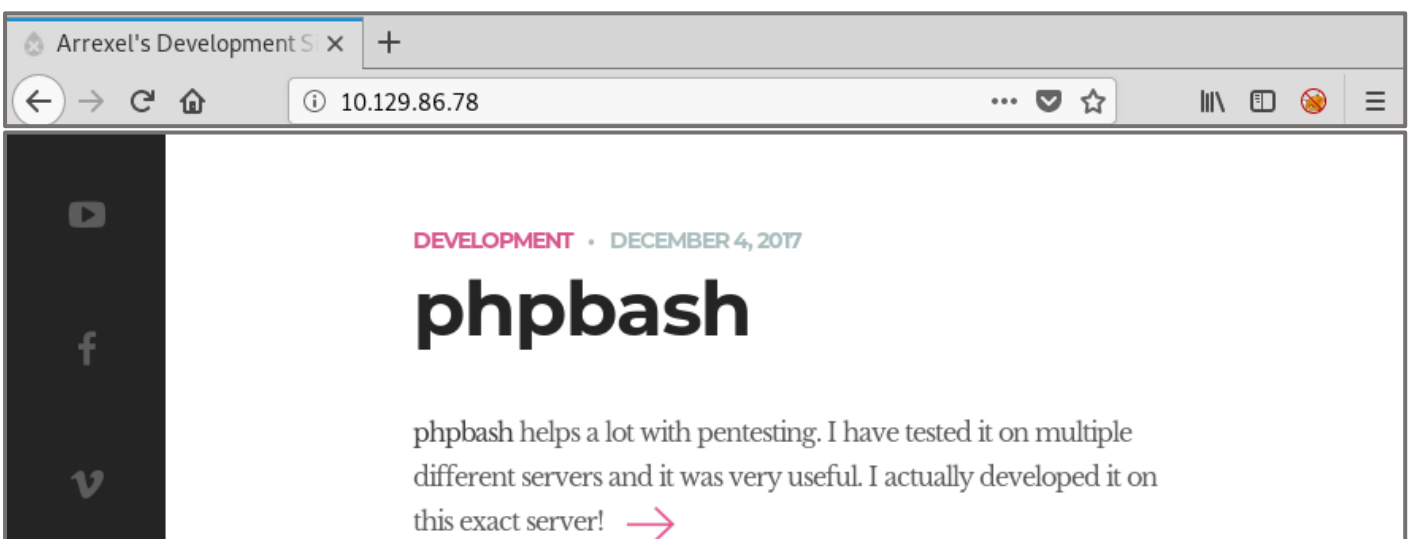 Arrexel's Development S
10.129.86.78
DEVELOPMENT • DECEMBER 4, 2017
phpbash
phpbash helps a lot with pentesting. I have tested it on multiple
different servers and it was very useful. I actually developed it on
this exact server!